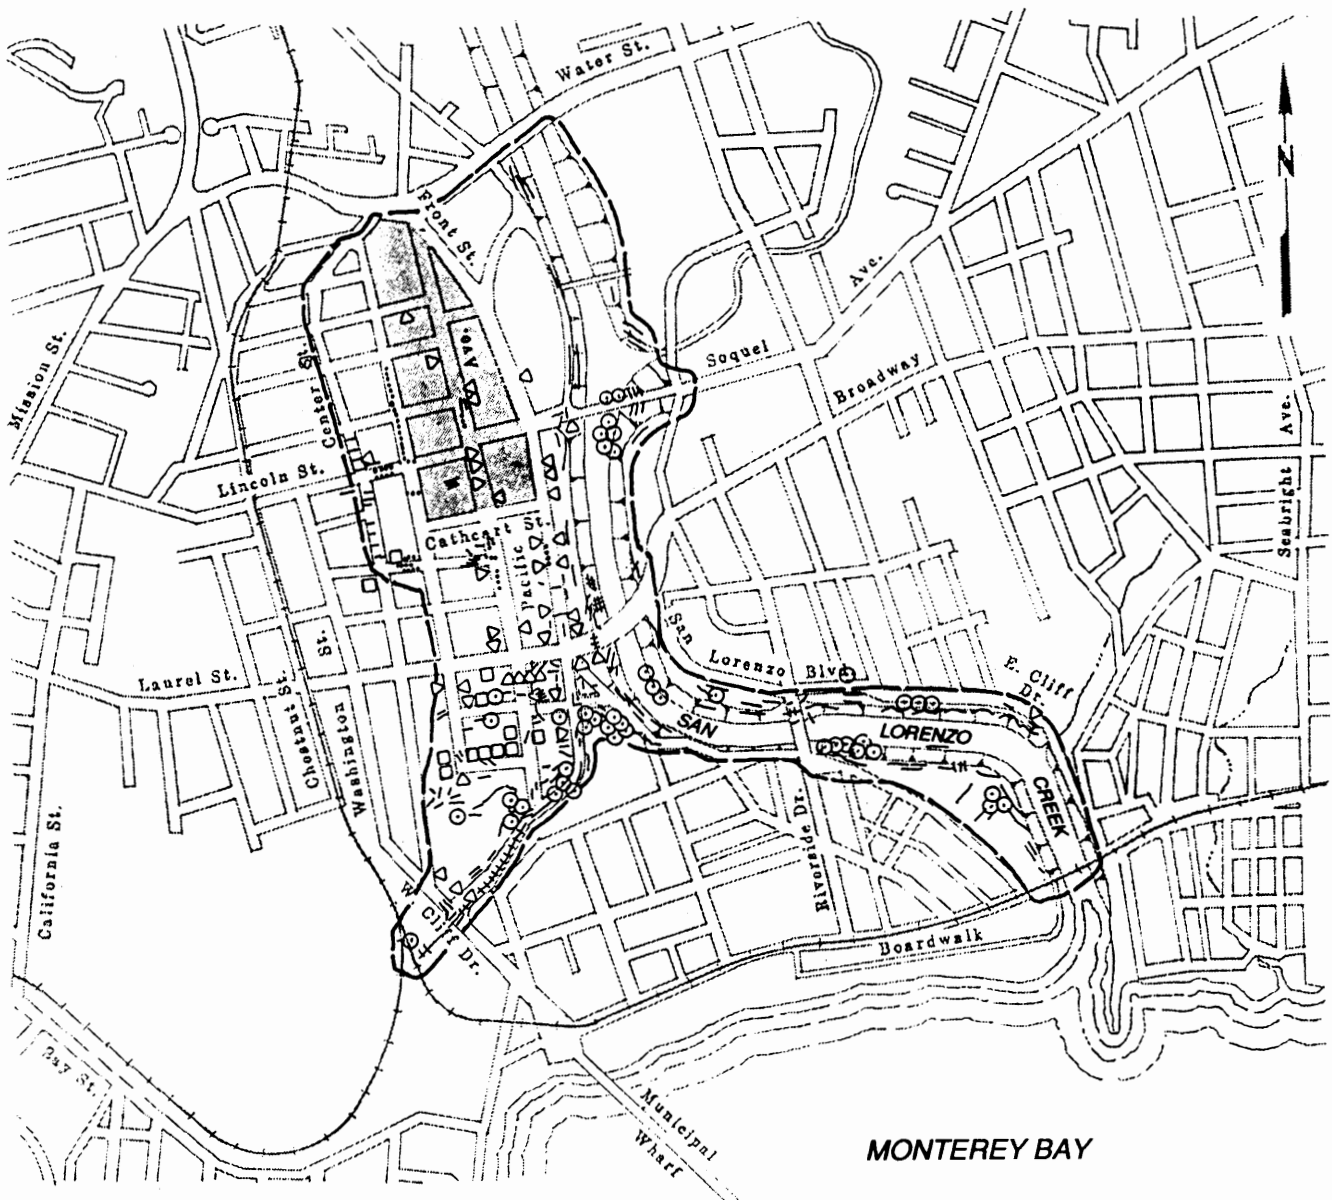 Water St.
N
Front St.
Ave.
Soquel
Ave.
Broadway
Mission St.
Center St.
Seabright Ave.
Lincoln St.
Cathcart St.
Pacific
San Lorenzo Blvd
E. Cliff Dr.
Laurel St.
Chestnut St.
Washington St.
SAN LORENZO CREEK
Riverside Dr.
California St.
W. Cliff Dr.
Boardwalk
Bay St.
Municipal Wharf
MONTEREY BAY